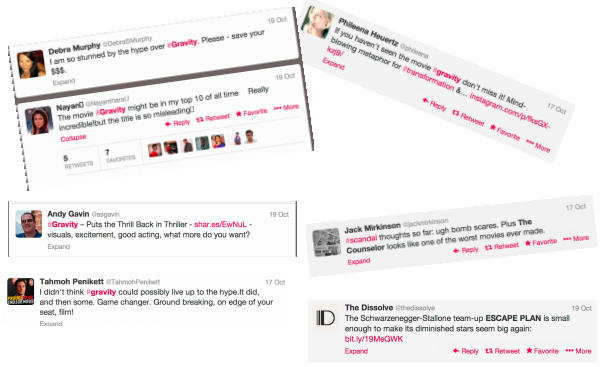 Debra Murphy @DebraSMurphy 19 Oct
I am so stunned by the hype over #Gravity. Please - save your
$$$.
Expand
Nayan @NayantharaU 19 Oct
The movie #Gravity might be in my top 10 of all time Really
incredible!but the title is so misleading
Collapse Reply Retweet Favorite More
5 RETWEETS 7 FAVORITES
Andy Gavin @asgavin 19 Oct
#Gravity – Puts the Thrill Back in Thriller - shar.es/EwNuL -
visuals, excitement, good acting, what more do you want?
Expand
Tahmoh Penikett @TahmohPenikett 17 Oct
I didn't think #gravity could possibly live up to the hype.It did,
and then some. Game changer. Ground breaking, on edge of your
seat, film!
Expand
Phileena Heuertz @phileena 17 Oct
If you haven't seen the movie #gravity don't miss it! Mind-
blowing metaphor for #transformation &... instagram.com/p/fksGX-
kzj9/
Expand Reply Retweet Favorite More
Jack Mirkinson @jackmirkinson 17 Oct
#scandal thoughts so far: ugh bomb scares. Plus The
Counselor looks like one of the worst movies ever made.
Expand Reply Retweet Favorite More
The Dissolve @thedissolve 19 Oct
The Schwarzenegger-Stallone team-up ESCAPE PLAN is small
enough to make its diminished stars seem big again:
bit.ly/19MeGWK
Expand Reply Retweet Favorite More